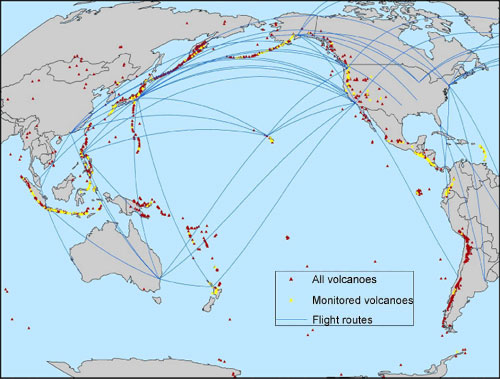 All volcanoes
Monitored volcanoes
Flight routes